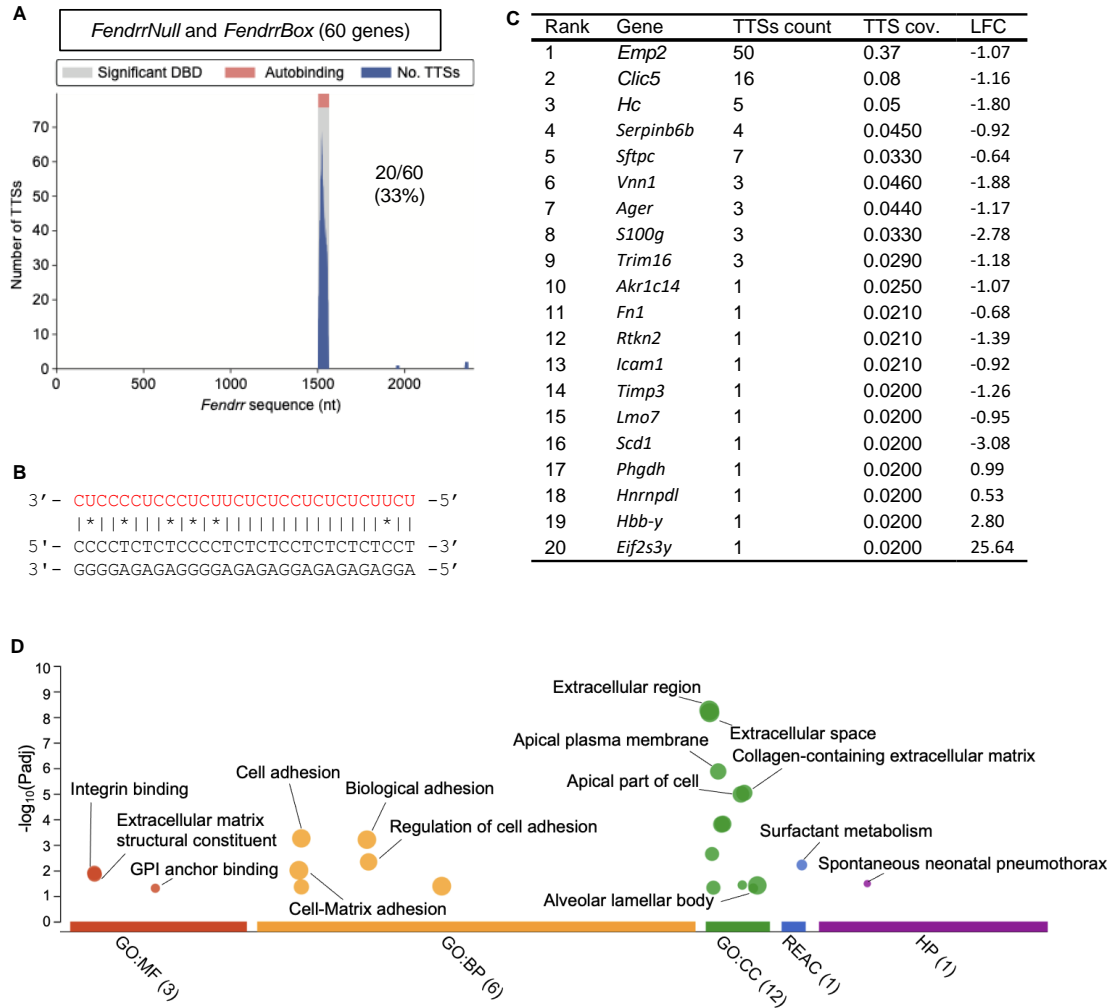 A
FendrrNull and FendrrBox (60 genes)
Significant DBD Autobinding No. TTSs
70
60
50
40
30
20
10
0
Number of TTSs
20/60
(33%)
0 500 1000 1500 2000
Fendrr sequence (nt)
B
3′- CUCCCCUCCCUCUUCUCUCCUCUCUCUUCU -5′
|*||*|||*|*|*||||||||||||||*||
5'- CCCCTCTCTCCCCTCTCTCCTCTCTCTCCT -3′
3'- GGGGAGAGAGGGGAGAGAGGAGAGAGAGGA -5′
C
Rank Gene TTSs count TTS cov. LFC
1 Emp2 50 0.37 -1.07
2 Clic5 16 0.08 -1.16
3 Hc 5 0.05 -1.80
4 Serpinb6b 4 0.0450 -0.92
5 Sftpc 7 0.0330 -0.64
6 Vnn1 3 0.0460 -1.88
7 Ager 3 0.0440 -1.17
8 S100g 3 0.0330 -2.78
9 Trim16 3 0.0290 -1.18
10 Akr1c14 1 0.0250 -1.07
11 Fn1 1 0.0210 -0.68
12 Rtkn2 1 0.0210 -1.39
13 Icam1 1 0.0210 -0.92
14 Timp3 1 0.0200 -1.26
15 Lmo7 1 0.0200 -0.95
16 Scd1 1 0.0200 -3.08
17 Phgdh 1 0.0200 0.99
18 Hnrnpdl 1 0.0200 0.53
19 Hbb-y 1 0.0200 2.80
20 Eif2s3y 1 0.0200 25.64
D
10
9
8
7
6
5
4
3
2
1
0
-log10(Padj)
Integrin binding
Extracellular matrix
structural constituent
GPI anchor binding
Cell adhesion
Biological adhesion
Regulation of cell adhesion
Cell-Matrix adhesion
Extracellular region
Extracellular space
Apical plasma membrane
Collagen-containing extracellular matrix
Apical part of cell
Alveolar lamellar body
Surfactant metabolism
Spontaneous neonatal pneumothorax
GO:MF (3)
GO:BP (6)
GO:CC (12)
REAC (1)
HP (1)